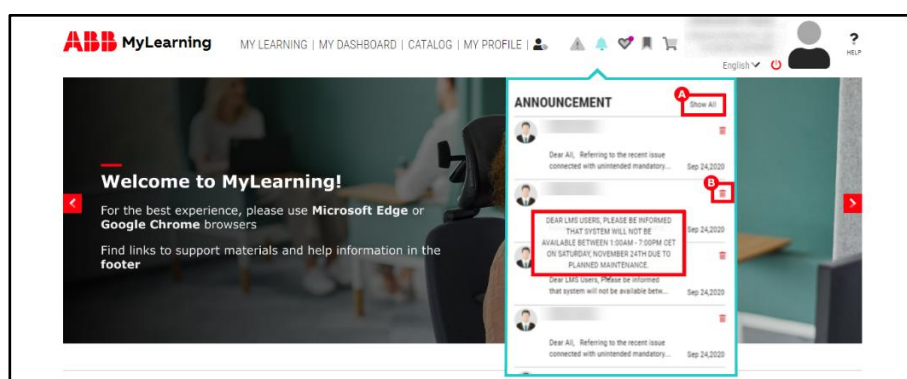 ABB MyLearning
MY LEARNING | MY DASHBOARD | CATALOG | MY PROFILE |
?
HELP
English
ANNOUNCEMENT
A
Show All
Dear All, Referring to the recent issue
connected with unintended mandatory...
Sep 24,2020
B
DEAR LMS USERS, PLEASE BE INFORMED
THAT SYSTEM WILL NOT BE
AVAILABLE BETWEEN 1:00AM - 7:00PM CET
ON SATURDAY, NOVEMBER 24TH DUE TO
PLANNED MAINTENANCE.
Sep 24,2020
Dear LMS Users, Please be informed
that system will not be available betw...
Sep 24,2020
Dear All, Referring to the recent issue
connected with unintended mandatory...
Sep 24,2020
Welcome to MyLearning!
For the best experience, please use Microsoft Edge or
Google Chrome browsers
Find links to support materials and help information in the
footer